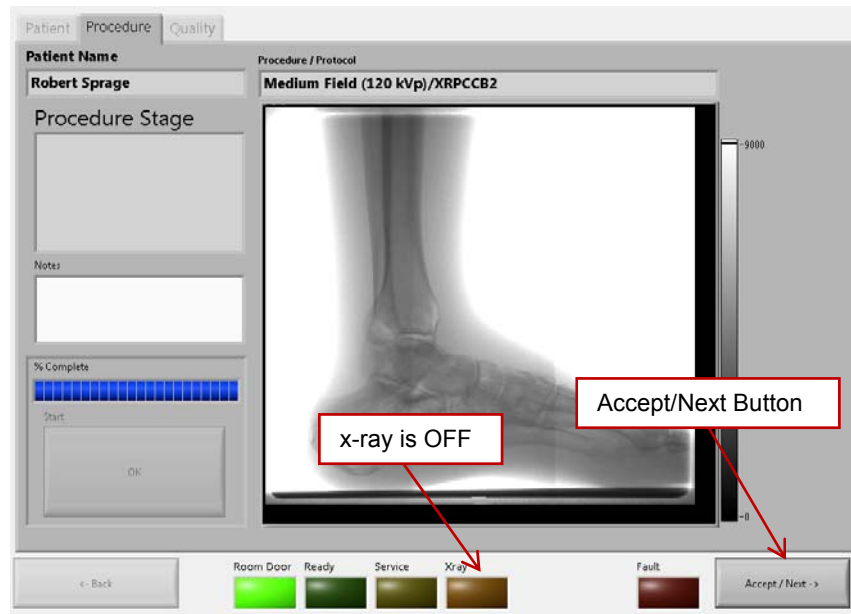 Patient Procedure Quality
Patient Name
Robert Sprage
Procedure / Protocol
Medium Field (120 kVp)/XRPCCB2
Procedure Stage
Notes
% Complete
Start
OK
-9000
-0
x-ray is OFF
Accept/Next Button
<- Back
Room Door Ready Service Xray Fault
Accept / Next ->